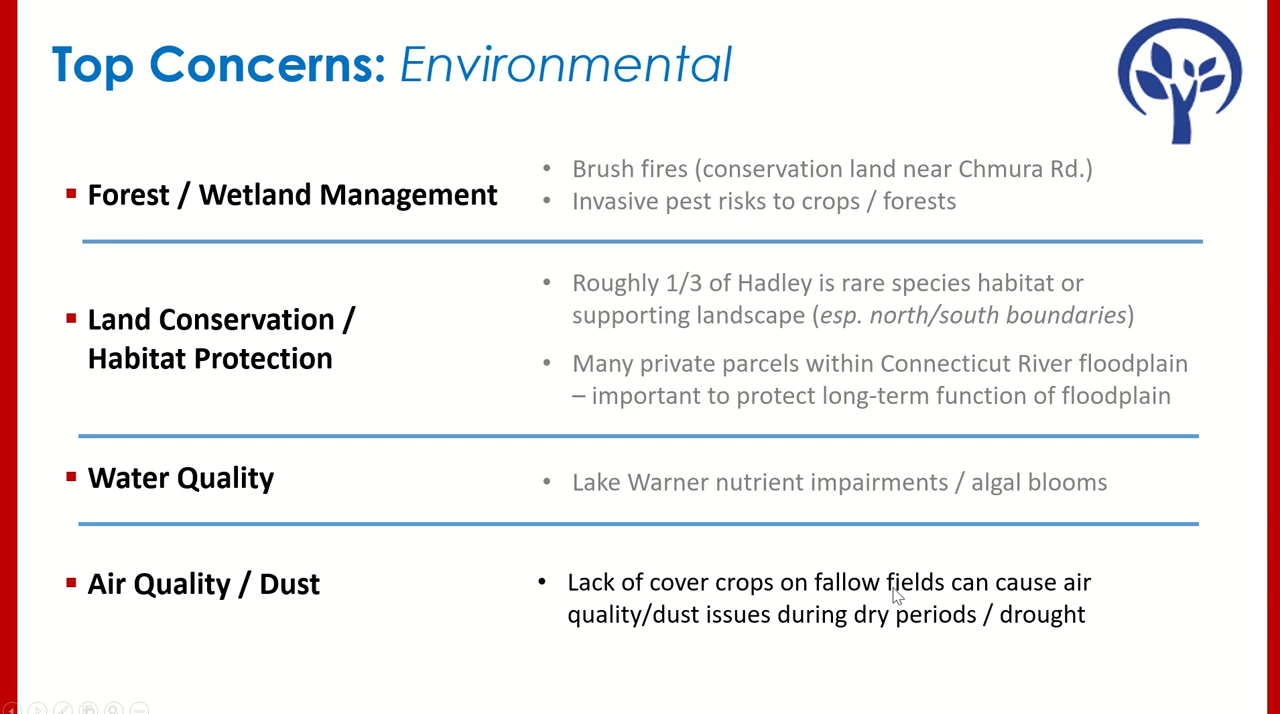 Top Concerns: Environmental
▪ Forest / Wetland Management
• Brush fires (conservation land near Chmura Rd.)
• Invasive pest risks to crops / forests
▪ Land Conservation /
Habitat Protection
• Roughly 1/3 of Hadley is rare species habitat or
supporting landscape (esp. north/south boundaries)
• Many private parcels within Connecticut River floodplain
– important to protect long-term function of floodplain
▪ Water Quality
• Lake Warner nutrient impairments / algal blooms
▪ Air Quality / Dust
• Lack of cover crops on fallow fields can cause air
quality/dust issues during dry periods / drought